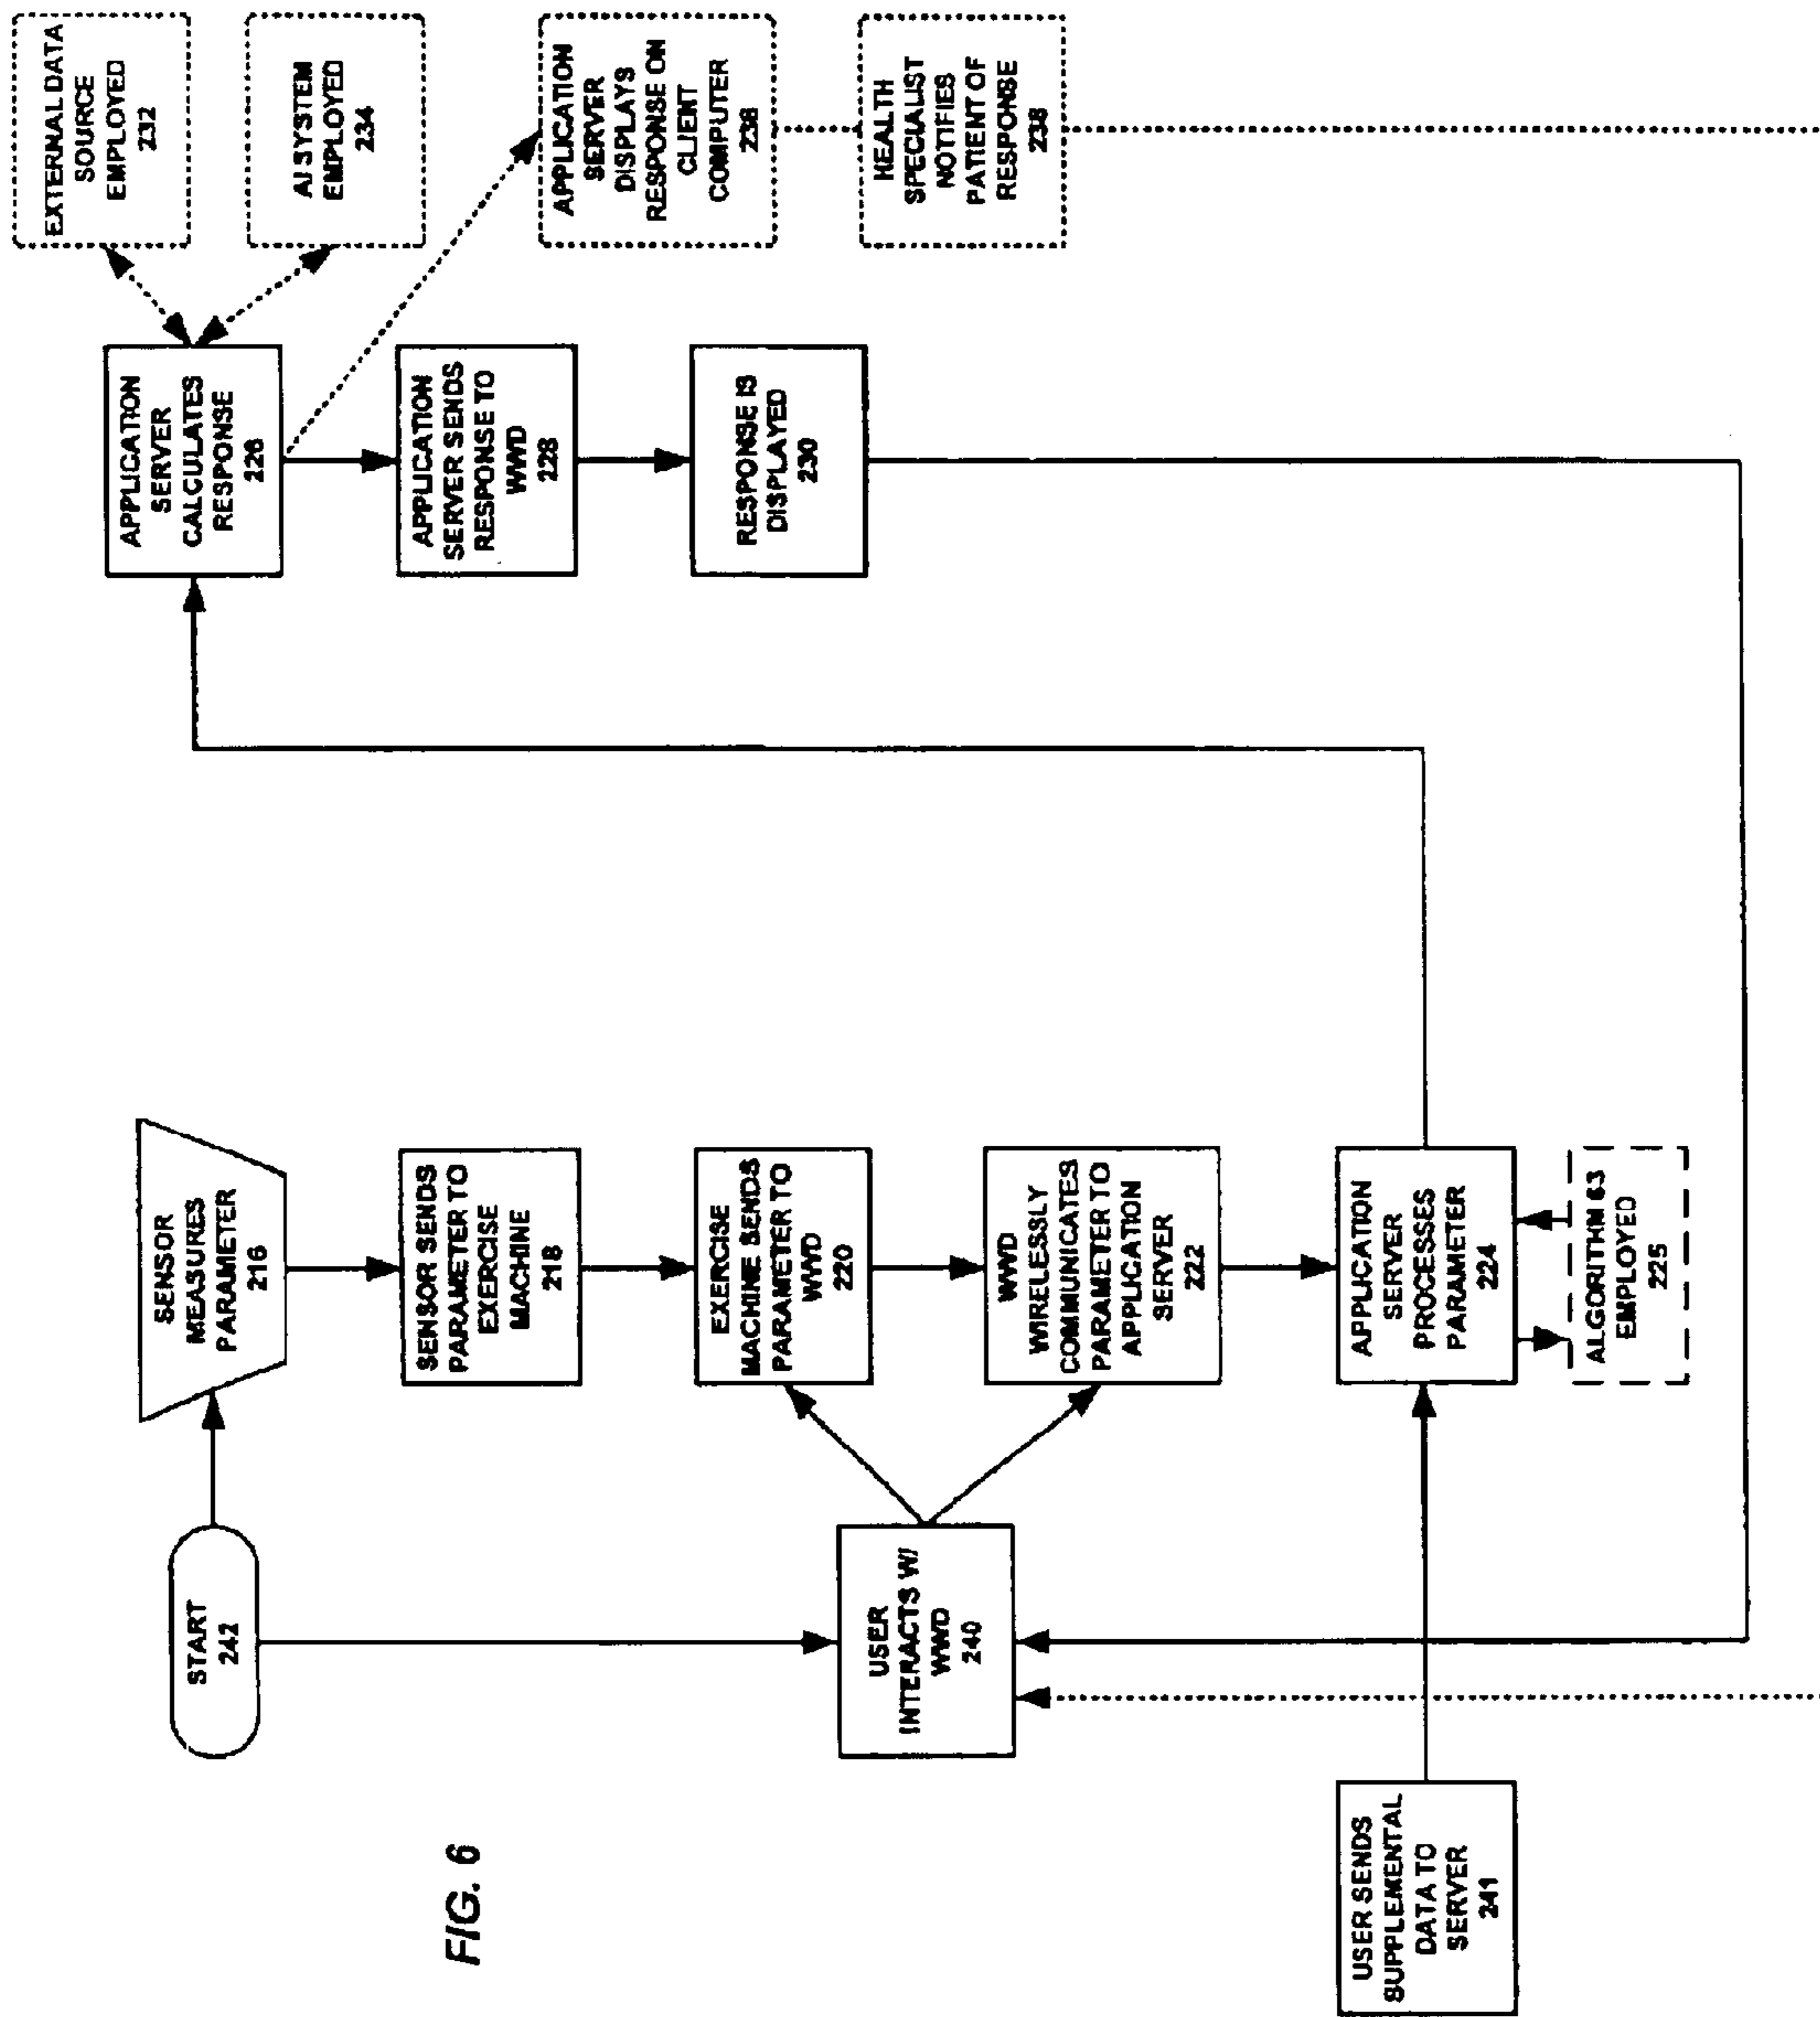 FIG. 6
START
242
SENSOR
MEASURES
PARAMETER
216
SENSOR SENDS
PARAMETER TO
EXERCISE
MACHINE
218
EXERCISE
MACHINE SENDS
PARAMETER TO
WWD
220
WWD
WIRELESSLY
COMMUNICATES
PARAMETER TO
APPLICATION
SERVER
222
APPLICATION
SERVER
PROCESSES
PARAMETER
224
ALGORITHM 63
EMPLOYED
225
USER
INTERACTS W/
WWD
240
USER SENDS
SUPPLEMENTAL
DATA TO
SERVER
241
APPLICATION
SERVER
CALCULATES
RESPONSE
226
APPLICATION
SERVER SENDS
RESPONSE TO
WWD
228
RESPONSE IS
DISPLAYED
230
EXTERNAL DATA
SOURCE
EMPLOYED
232
AI SYSTEM
EMPLOYED
234
APPLICATION
SERVER
DISPLAYS
RESPONSE ON
CLIENT
COMPUTER
236
HEALTH
SPECIALIST
NOTIFIES
PATIENT OF
RESPONSE
238